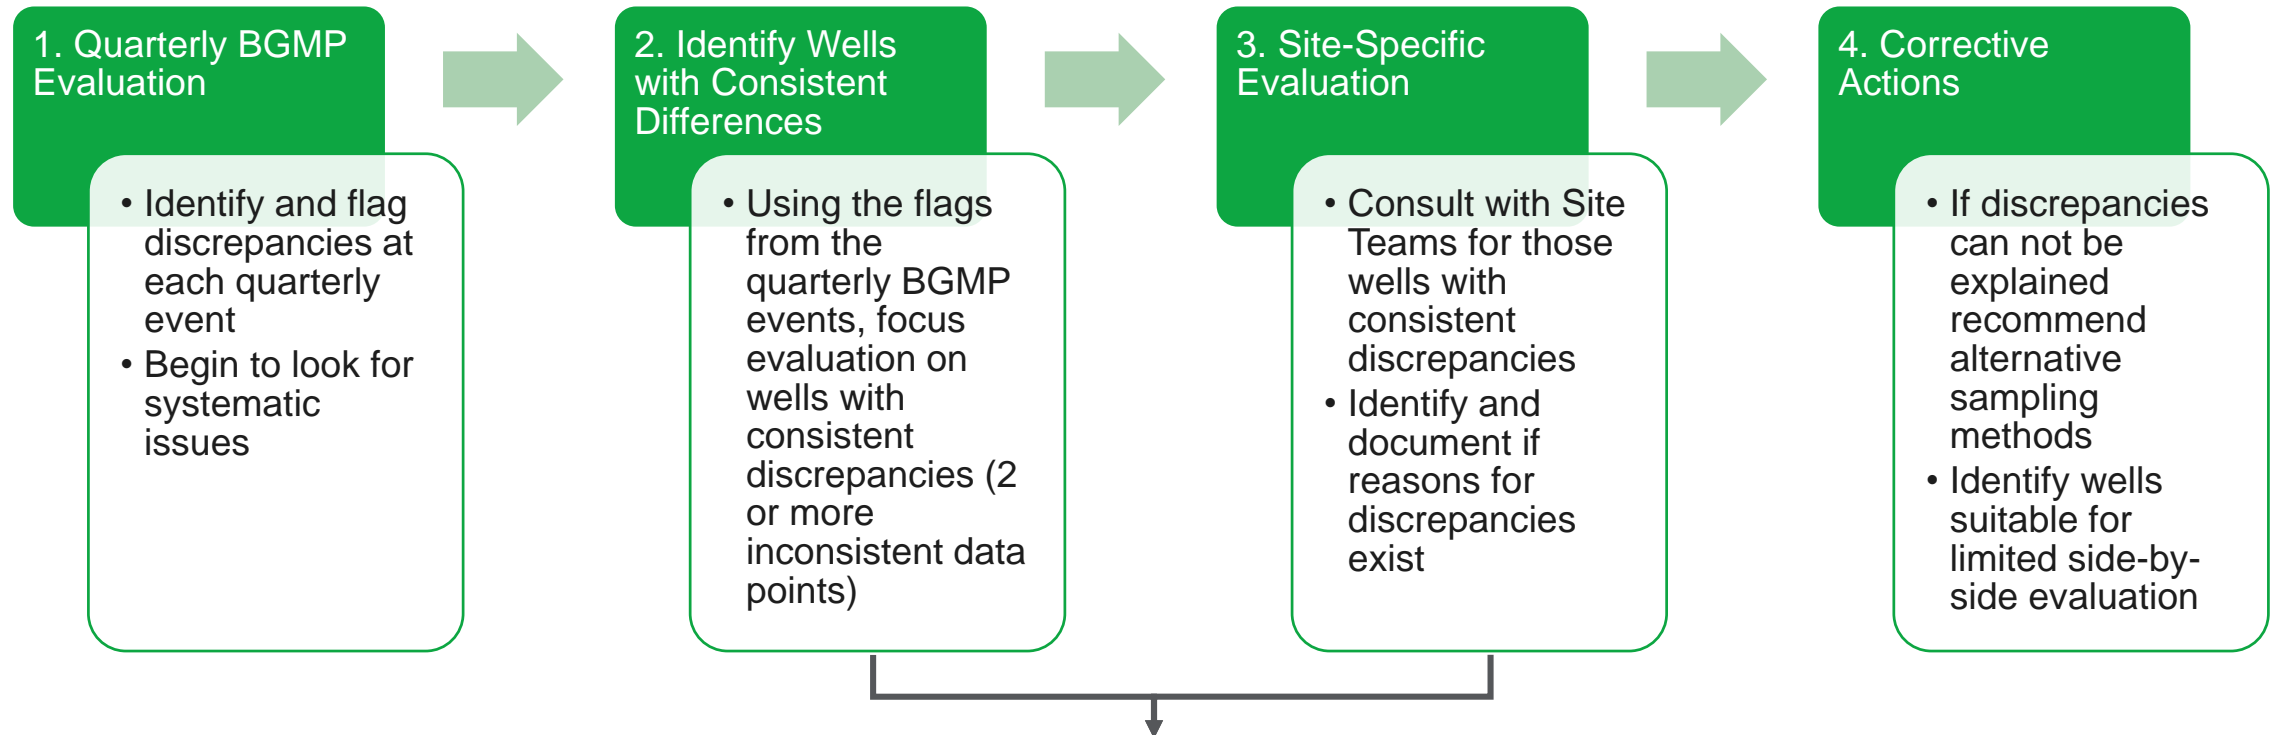 1. Quarterly BGMP
Evaluation
• Identify and flag
discrepancies at
each quarterly
event
• Begin to look for
systematic
issues
2. Identify Wells
with Consistent
Differences
• Using the flags
from the
quarterly BGMP
events, focus
evaluation on
wells with
consistent
discrepancies (2
or more
inconsistent data
points)
3. Site-Specific
Evaluation
• Consult with Site
Teams for those
wells with
consistent
discrepancies
• Identify and
document if
reasons for
discrepancies
exist
4. Corrective
Actions
• If discrepancies
can not be
explained
recommend
alternative
sampling
methods
• Identify wells
suitable for
limited side-by-
side evaluation